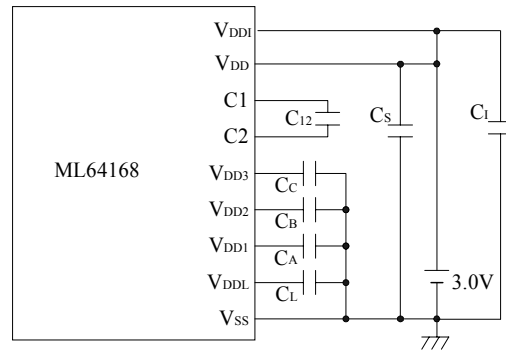 VDDI
VDD
C1
C12
CS
CI
C2
ML64168
VDD3
CC
VDD2
CB
VDD1
CA
VDDL
3.0V
CL
VSS